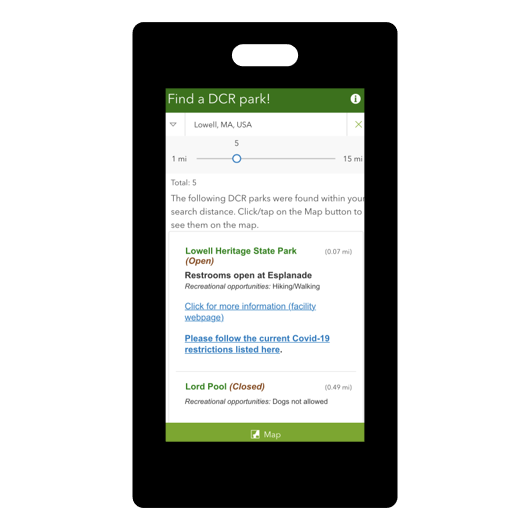 Find a DCR park!
Lowell, MA, USA
5
1 mi
15 mi
Total: 5
The following DCR parks were found within your
search distance. Click/tap on the Map button to
see them on the map.
Lowell Heritage State Park (0.07 mi)
(Open)
Restrooms open at Esplanade
Recreational opportunities: Hiking/Walking
Click for more information (facility
webpage)
Please follow the current Covid-19
restrictions listed here.
Lord Pool (Closed) (0.49 mi)
Recreational opportunities: Dogs not allowed
Map